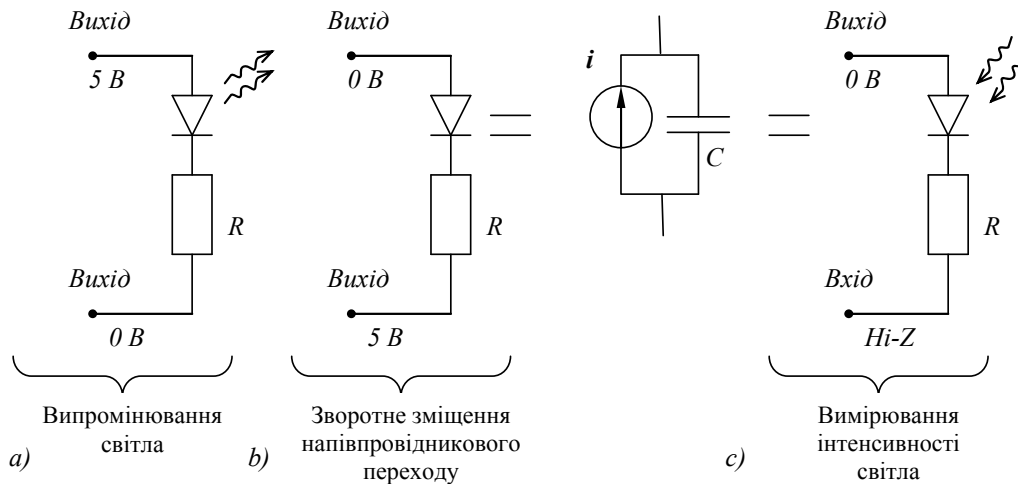 Вихід
5 В
R
Вихід
0 В
Випромінювання
світла
a)
Вихід
0 В
R
Вихід
5 В
Зворотне зміщення
напівпровідникового
переходу
b)
i
C
Вихід
0 В
R
Вхід
Hi-Z
Вимірювання
інтенсивності
світла
c)